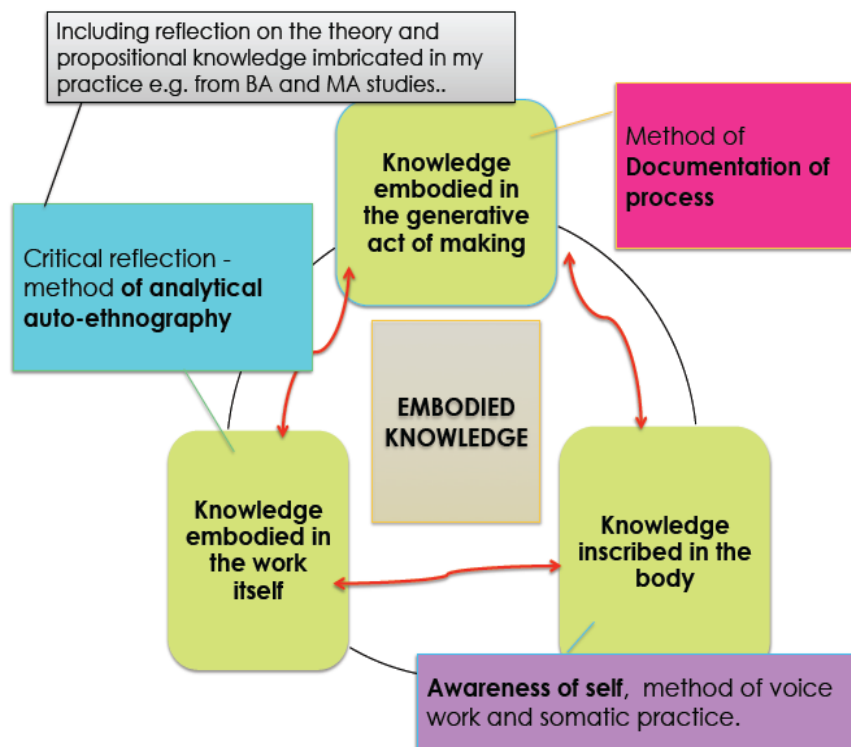 Including reflection on the theory and
propositional knowledge imbricated in my
practice e.g. from BA and MA studies..
Knowledge
embodied in
the generative
act of making
Method of
Documentation of
process
Critical reflection -
method of analytical
auto-ethnography
EMBODIED
KNOWLEDGE
Knowledge
embodied in
the work
itself
Knowledge
inscribed in the
body
Awareness of self, method of voice
work and somatic practice.